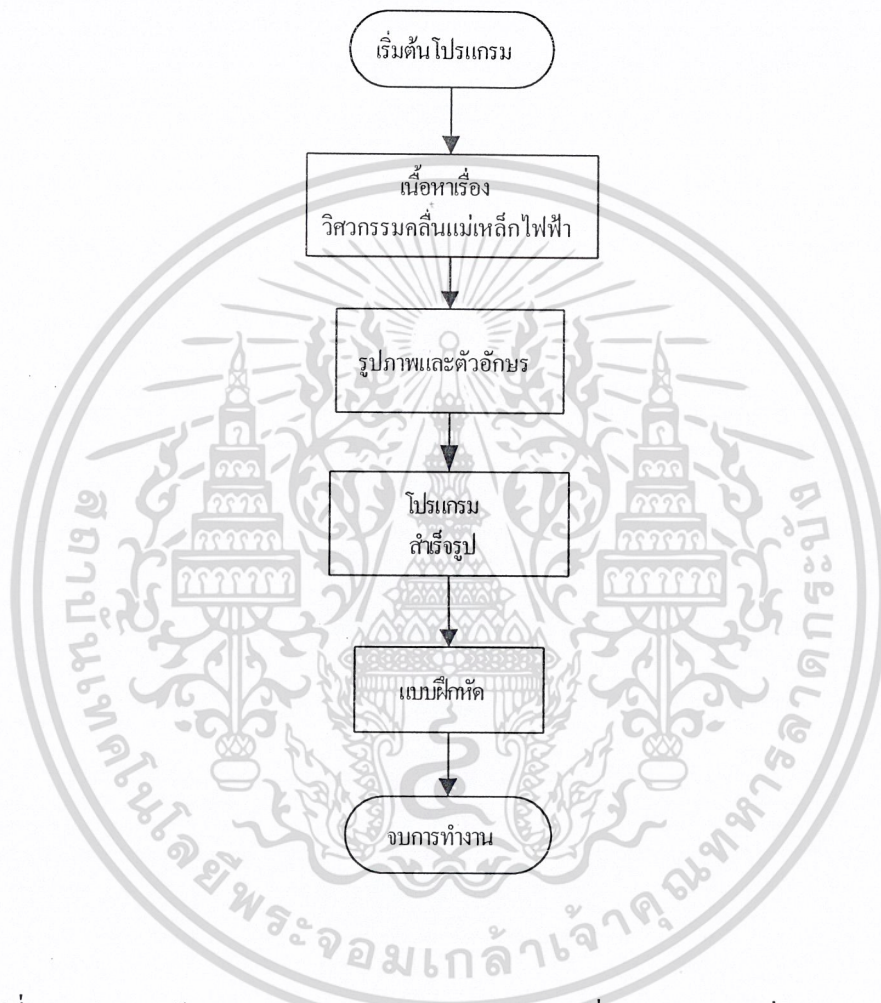 เริ่มต้นโปรแกรม
เนื้อหาเรื่อง
วิศวกรรมคลื่นแม่เหล็กไฟฟ้า
รูปภาพและตัวอักษร
โปรแกรม
สำเร็จรูป
แบบฝึกหัด
จบการทำงาน
สถาบันเทคโนโลยีพระจอมเกล้าเจ้าคุณทหารลาดกระบัง